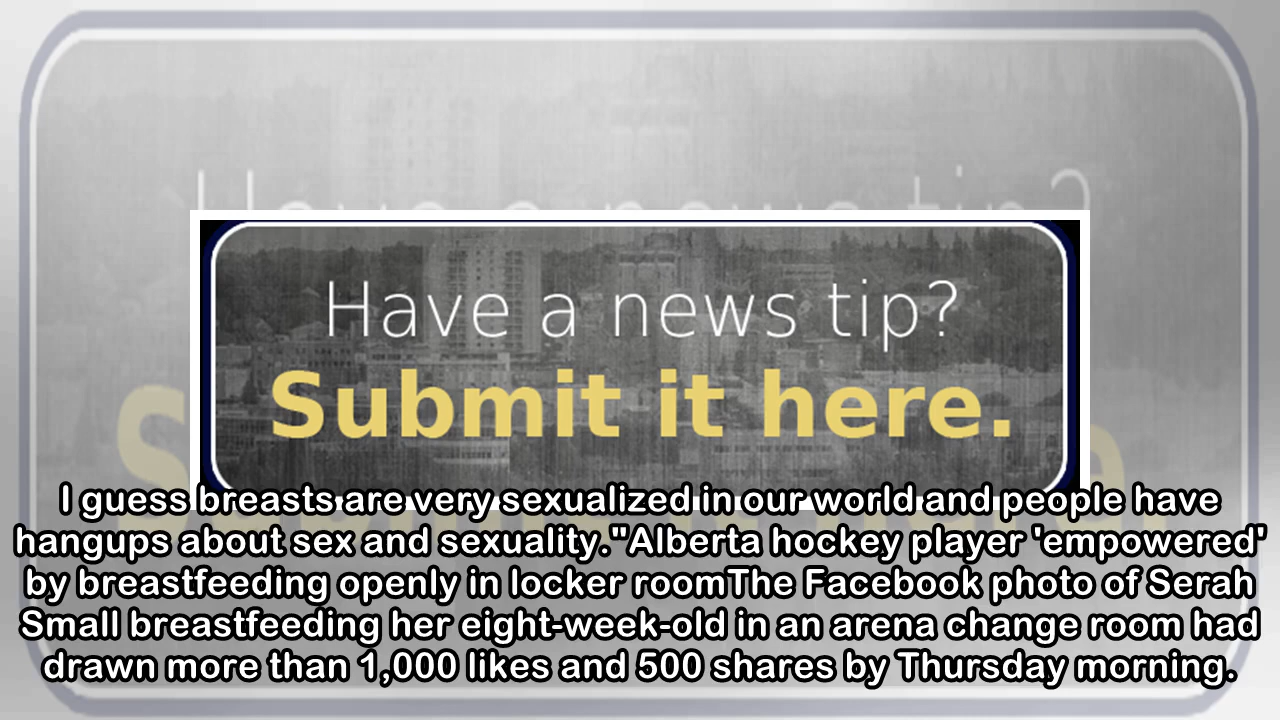 Have a news tip?
Submit it here.
I guess breasts are very sexualized in our world and people have
hangups about sex and sexuality."Alberta hockey player 'empowered'
by breastfeeding openly in locker roomThe Facebook photo of Serah
Small breastfeeding her eight-week-old in an arena change room had
drawn more than 1,000 likes and 500 shares by Thursday morning.